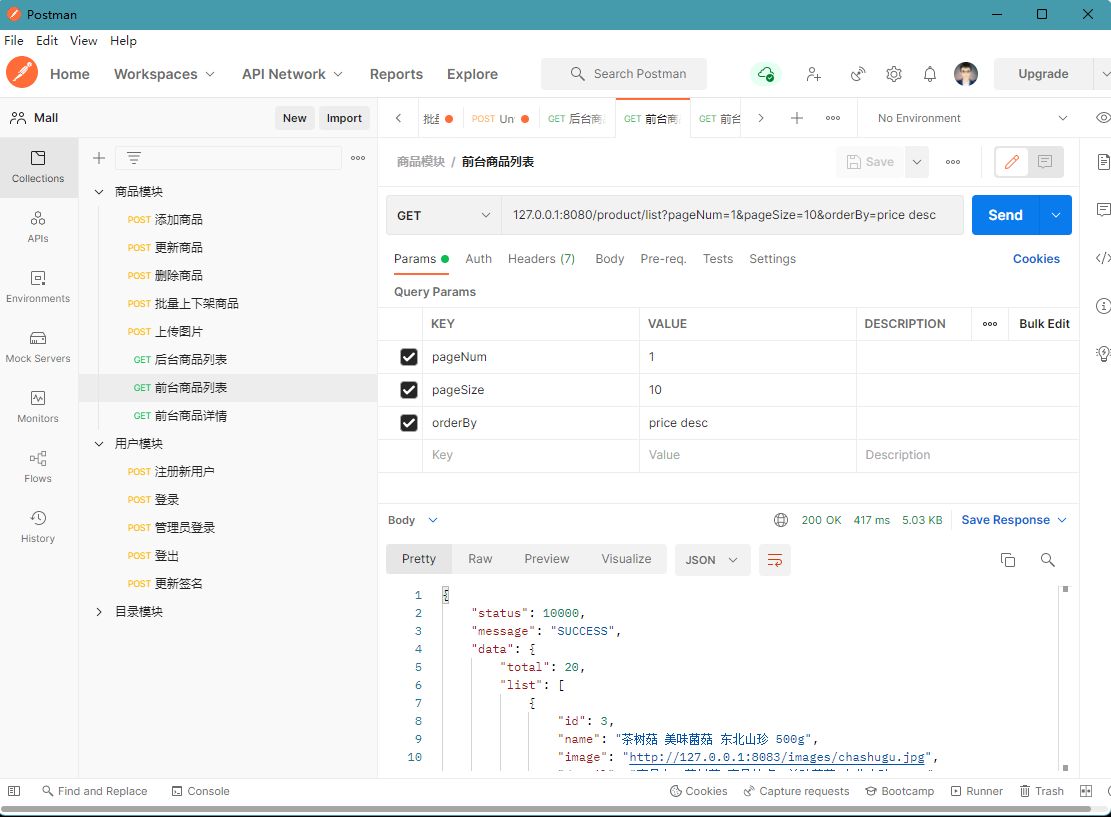 Postman
File Edit View Help
Home Workspaces API Network Reports Explore Search Postman Upgrade
Mall New Import
批量 POST Un GET 后台商 GET 前台商 GET 前台 No Environment
Collections
APIs
Environments
Mock Servers
Monitors
Flows
History
商品模块
POST 添加商品
POST 更新商品
POST 删除商品
POST 批量上下架商品
POST 上传图片
GET 后台商品列表
GET 前台商品列表
GET 前台商品详情
用户模块
POST 注册新用户
POST 登录
POST 管理员登录
POST 登出
POST 更新签名
目录模块
商品模块 / 前台商品列表 Save
GET 127.0.0.1:8080/product/list?pageNum=1&pageSize=10&orderBy=price desc Send
Params Auth Headers (7) Body Pre-req. Tests Settings Cookies
Query Params
KEY VALUE DESCRIPTION Bulk Edit
pageNum 1
pageSize 10
orderBy price desc
Key Value Description
Body 200 OK 417 ms 5.03 KB Save Response
Pretty Raw Preview Visualize JSON
1 {
2 "status": 10000,
3 "message": "SUCCESS",
4 "data": {
5 "total": 20,
6 "list": [
7 {
8 "id": 3,
9 "name": "茶树菇 美味菌菇 东北山珍 500g",
10 "image": "http://127.0.0.1:8083/images/chashugu.jpg",
Find and Replace Console Cookies Capture requests Bootcamp Runner Trash